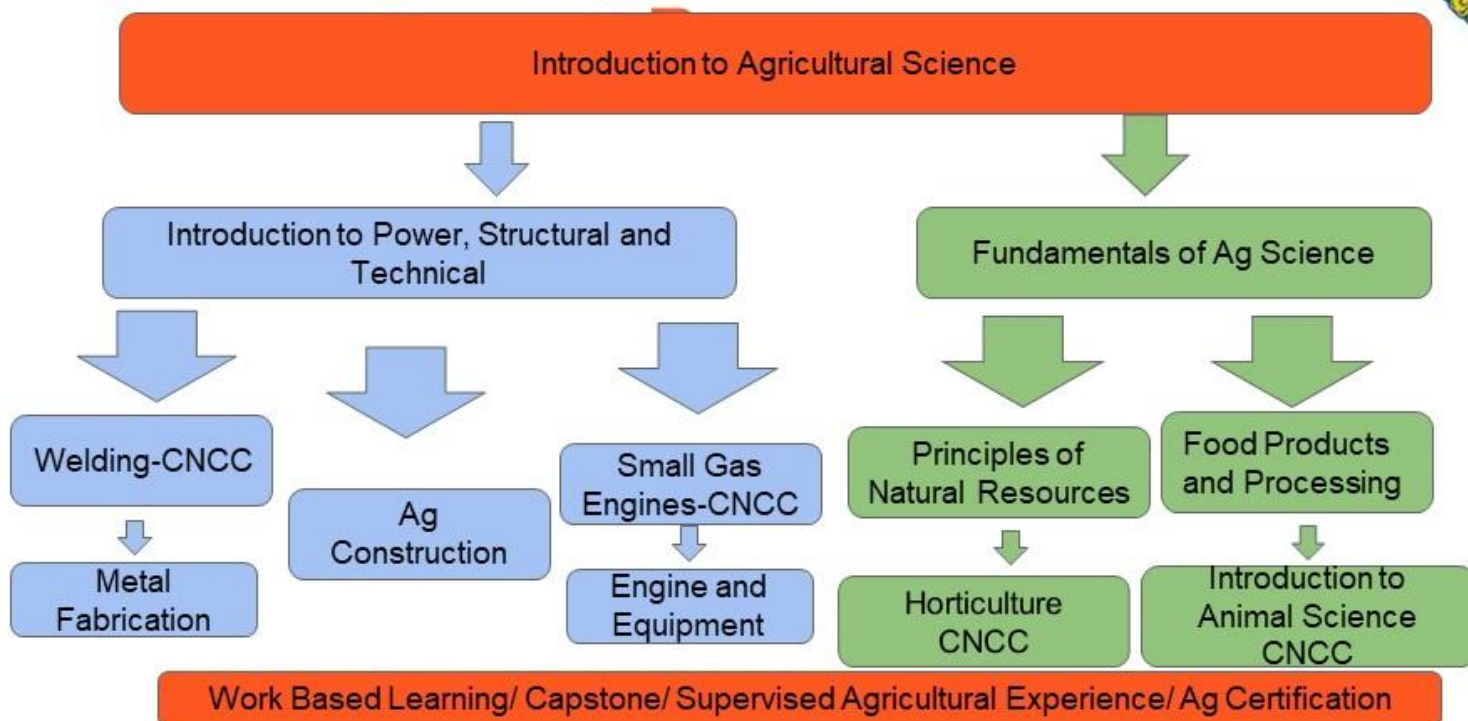 Introduction to Agricultural Science
Introduction to Power, Structural and
Technical
Fundamentals of Ag Science
Welding-CNCC
Ag
Construction
Small Gas
Engines-CNCC
Principles of
Natural Resources
Food Products
and Processing
Metal
Fabrication
Engine and
Equipment
Horticulture
CNCC
Introduction to
Animal Science
CNCC
Work Based Learning/ Capstone/ Supervised Agricultural Experience/ Ag Certification